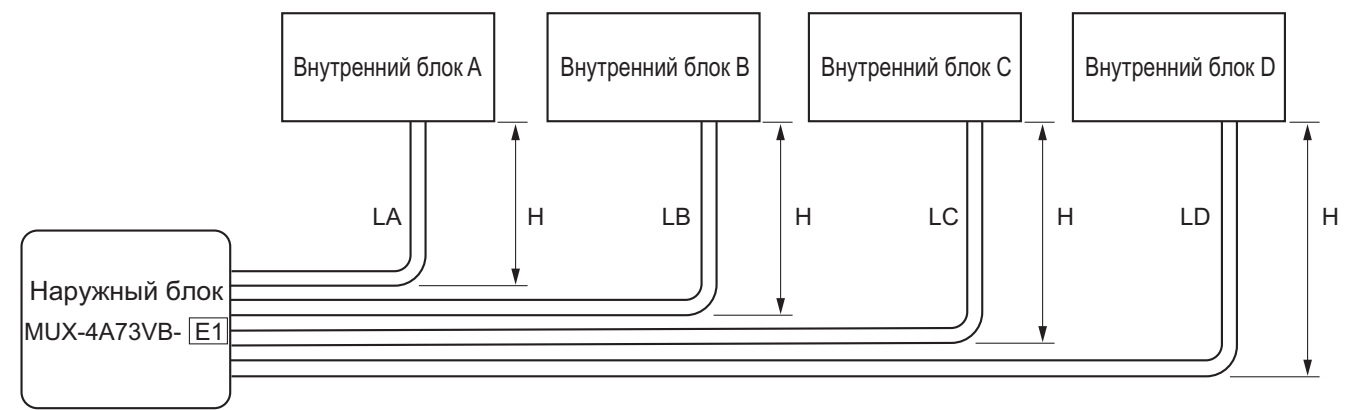 Внутренний блок A
Внутренний блок B
Внутренний блок C
Внутренний блок D
LA
H
LB
H
LC
H
LD
H
Наружный блок
MUX-4A73VB- E1